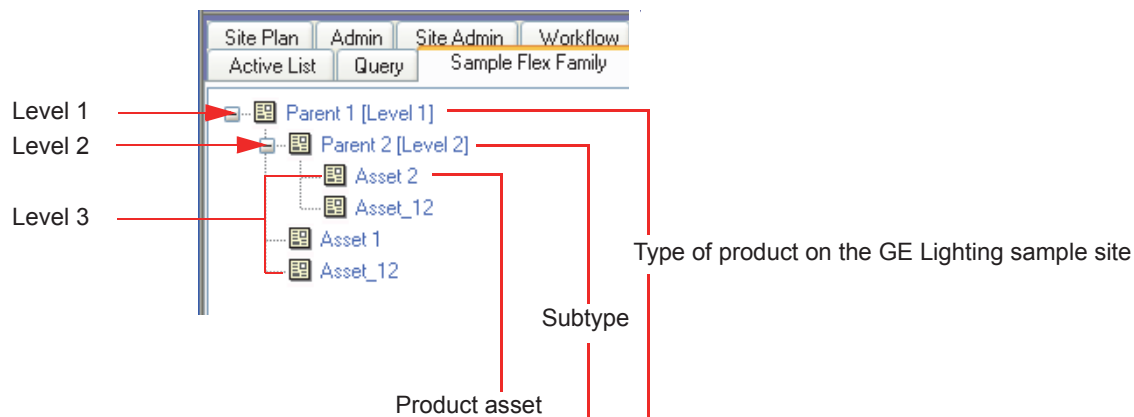 Site Plan Admin Site Admin Workflow
Active List Query Sample Flex Family
Level 1
Parent 1 [Level 1]
Level 2
Parent 2 [Level 2]
Asset 2
Level 3
Asset_12
Asset 1
Asset_12
Type of product on the GE Lighting sample site
Subtype
Product asset